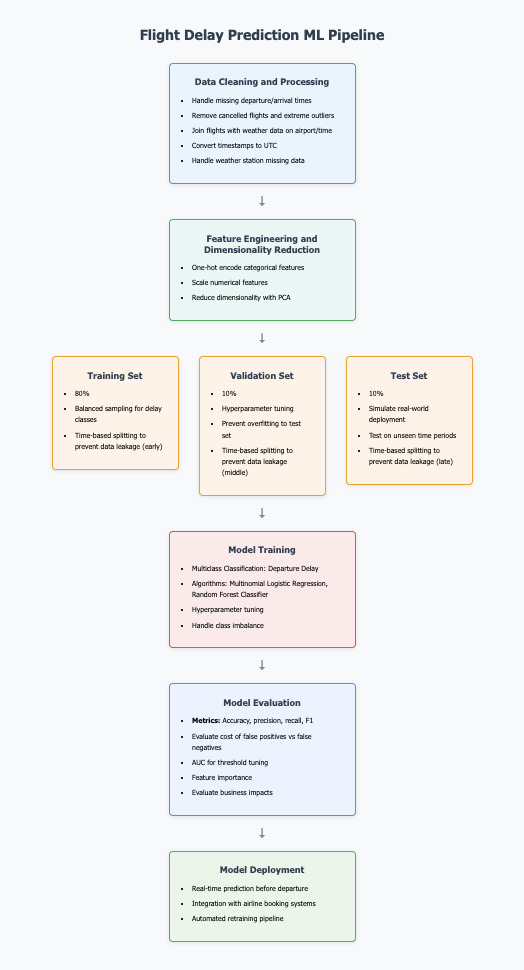 Flight Delay Prediction ML Pipeline
Data Cleaning and Processing
• Handle missing departure/arrival times
• Remove cancelled flights and extreme outliers
• Join flights with weather data on airport/time
• Convert timestamps to UTC
• Handle weather station missing data
↓
Feature Engineering and
Dimensionality Reduction
• One-hot encode categorical features
• Scale numerical features
• Reduce dimensionality with PCA
↓
Training Set
• 80%
• Balanced sampling for delay
classes
• Time-based splitting to
prevent data leakage (early)
Validation Set
• 10%
• Hyperparameter tuning
• Prevent overfitting to test
set
• Time-based splitting to
prevent data leakage
(middle)
Test Set
• 10%
• Simulate real-world
deployment
• Test on unseen time periods
• Time-based splitting to
prevent data leakage (late)
↓
Model Training
• Multiclass Classification: Departure Delay
• Algorithms: Multinomial Logistic Regression,
Random Forest Classifier
• Hyperparameter tuning
• Handle class imbalance
↓
Model Evaluation
• Metrics: Accuracy, precision, recall, F1
• Evaluate cost of false positives vs false
negatives
• AUC for threshold tuning
• Feature importance
• Evaluate business impacts
↓
Model Deployment
• Real-time prediction before departure
• Integration with airline booking systems
• Automated retraining pipeline